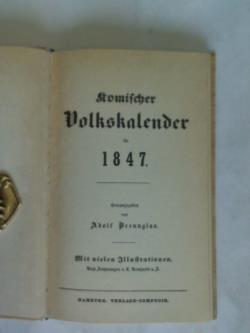 Komischer
Volkskalender
für
1847.
Herausgegeben
von
Adolf Brennglas.
Mit vielen Illustrationen.
HAMBURG, VERLAGS-COMPTOIR.